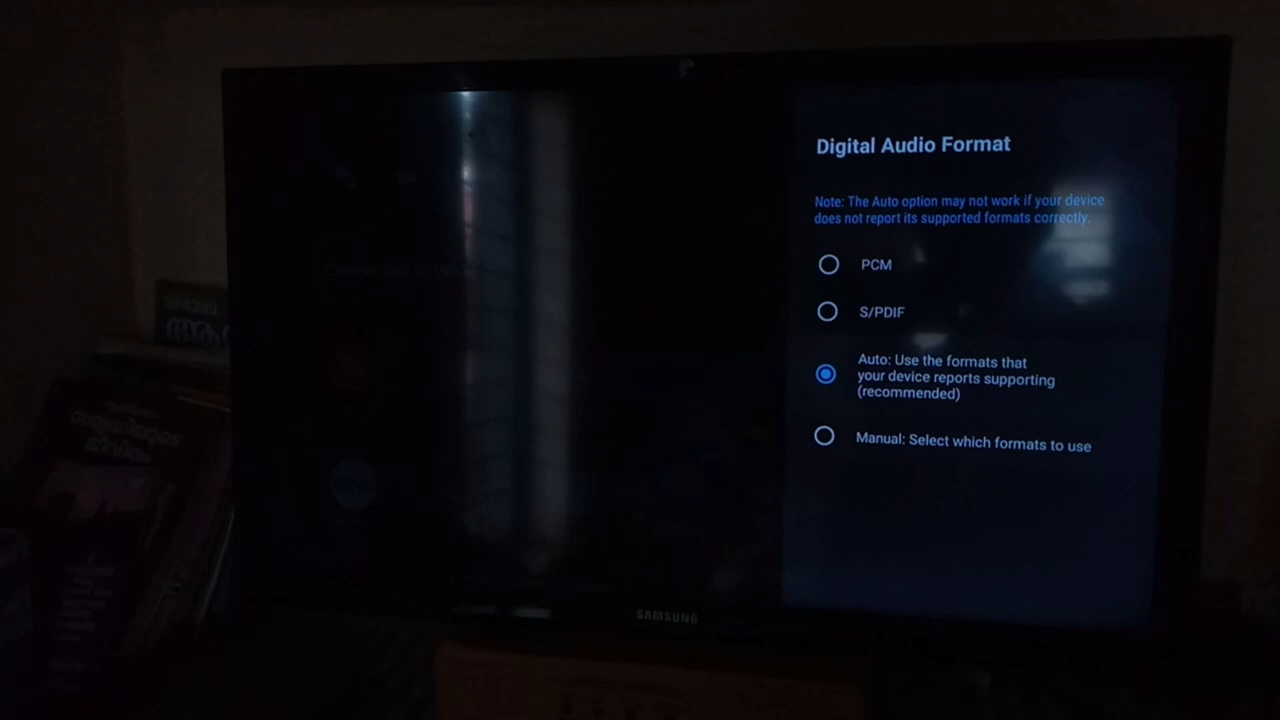 Digital Audio Format
Note: The Auto option may not work if your device
does not report its supported formats correctly.
PCM
S/PDIF
Auto: Use the formats that
your device reports supporting
(recommended)
Manual: Select which formats to use
SAMSUNG